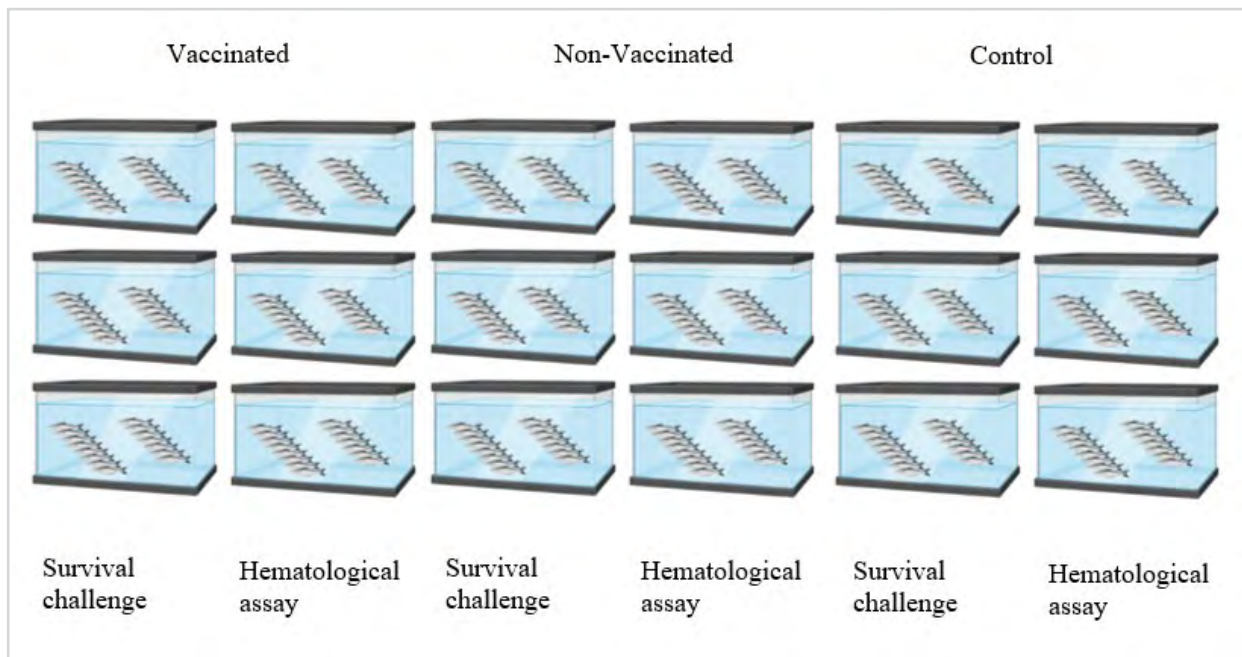 Vaccinated
Non-Vaccinated
Control
Survival
challenge
Hematological
assay
Survival
challenge
Hematological
assay
Survival
challenge
Hematological
assay